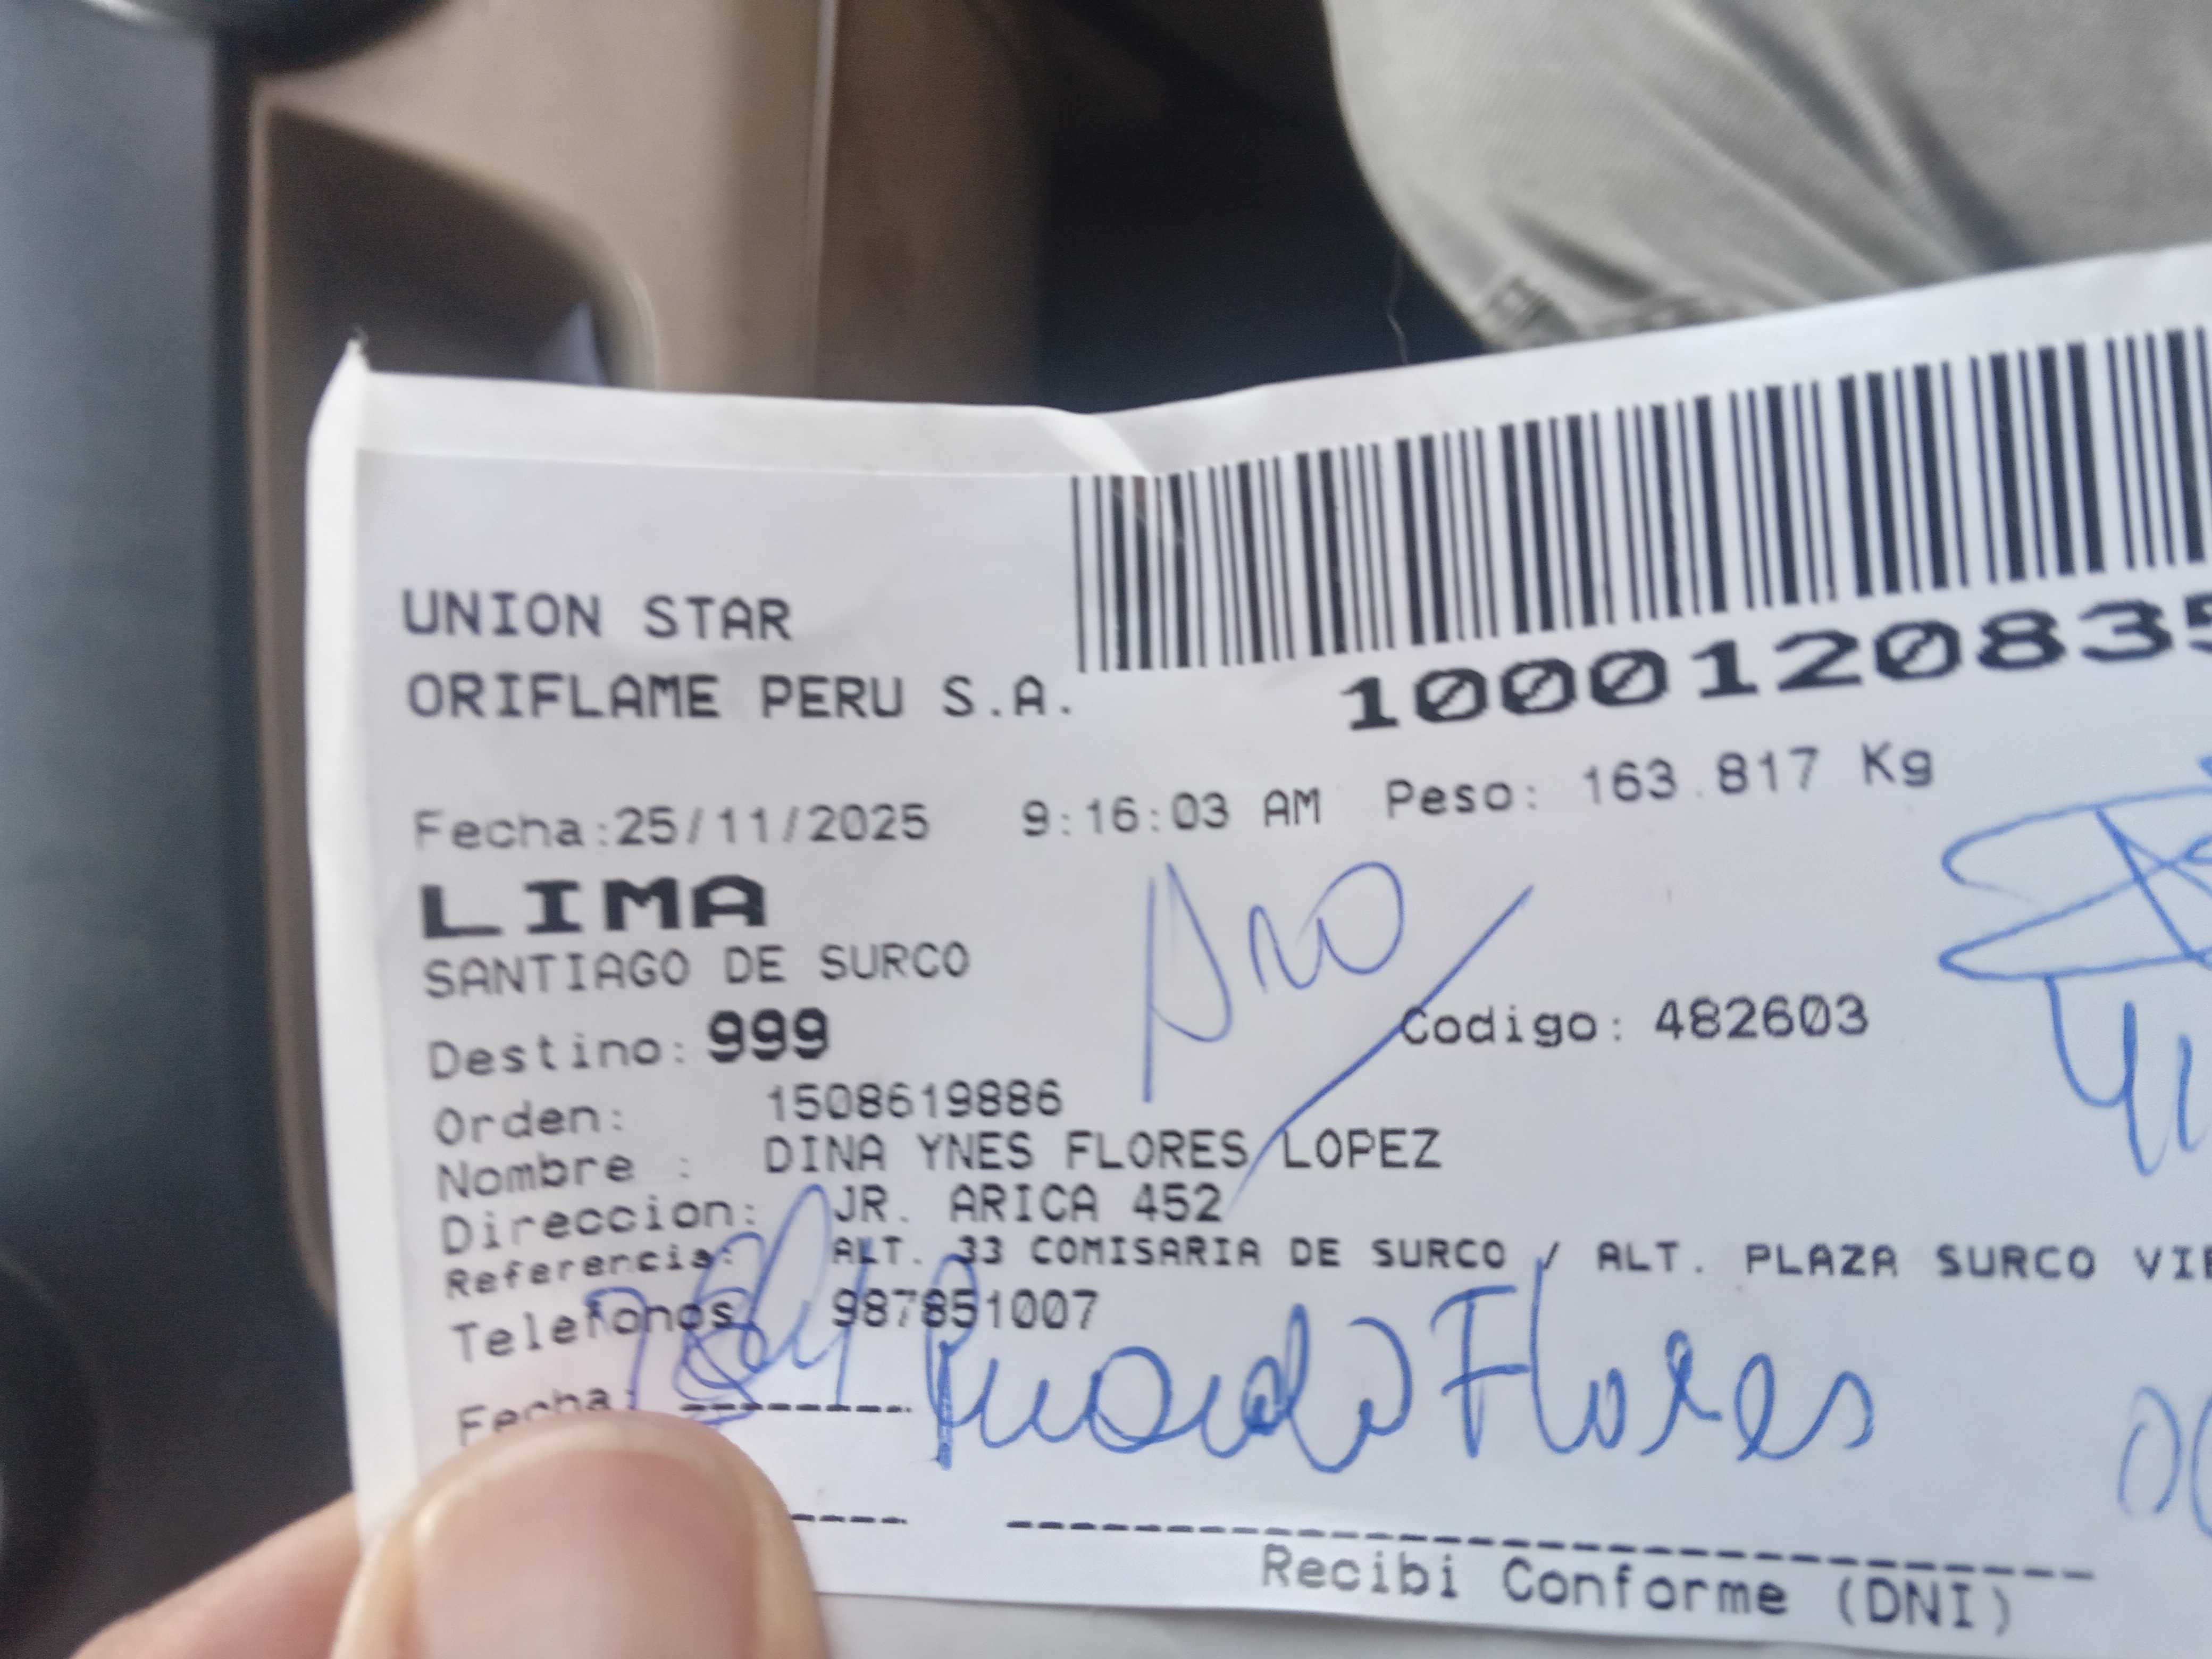 UNION STAR
ORIFLAME PERU S.A.
100012083
Fecha:25/11/2025 9:16:03 AM Peso: 163.817 Kg
LIMA
SANTIAGO DE SURCO
Destino: 999
Codigo: 482603
Orden: 1508619886
Nombre : DINA YNES FLORES LOPEZ
Direccion: JR. ARICA 452
Referencia: ALT. 33 COMISARIA DE SURCO / ALT. PLAZA SURCO
Telefonos 987851007
Flores
Fecha:
Recibi Conforme (DNI)